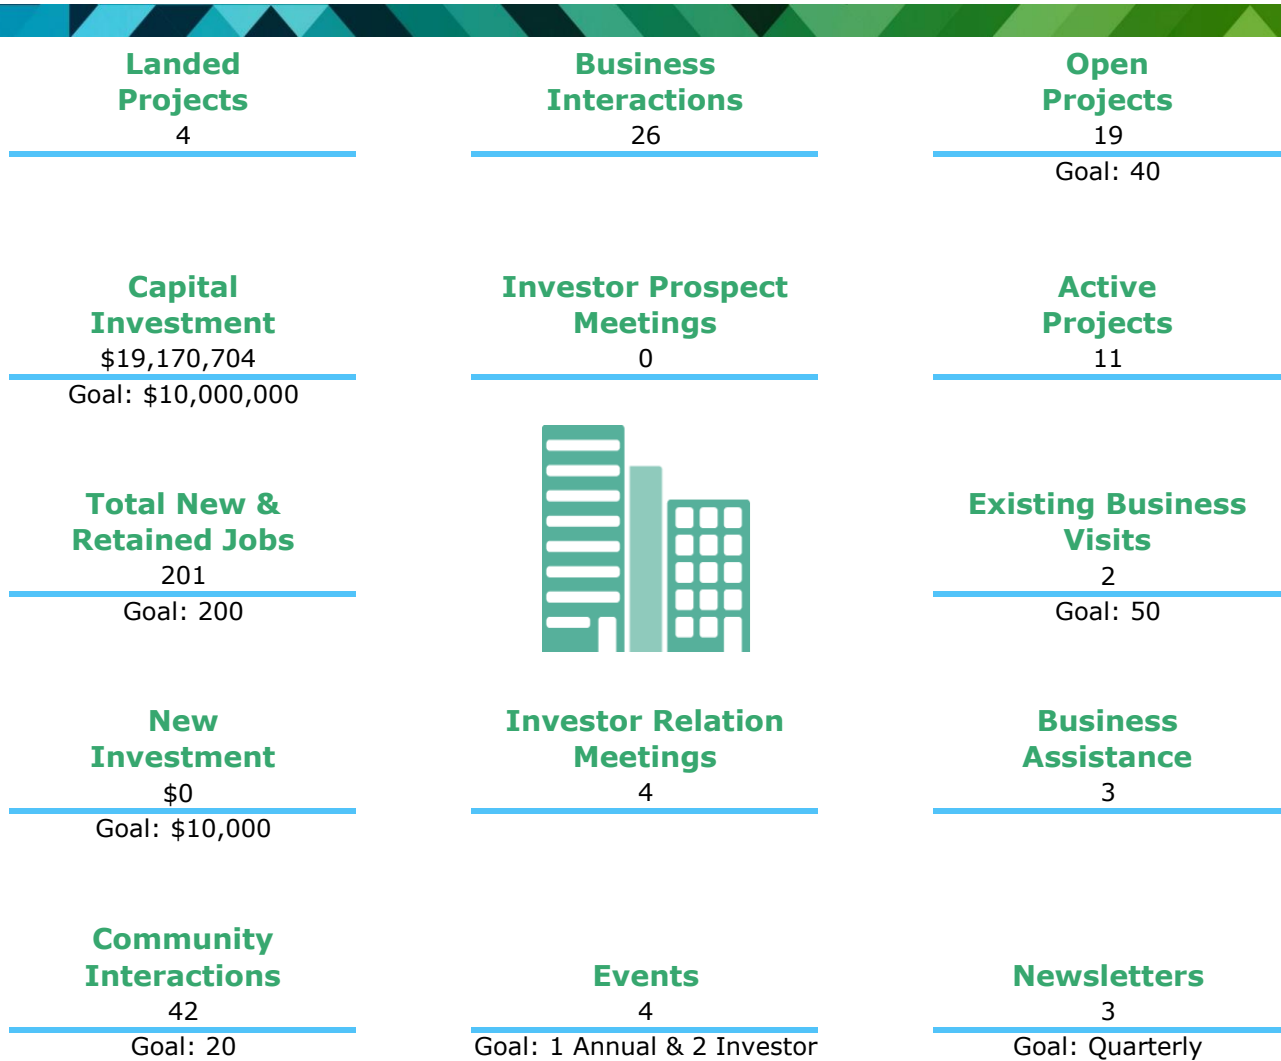 Landed
Projects
4
Business
Interactions
26
Open
Projects
19
Goal: 40
Capital
Investment
$19,170,704
Goal: $10,000,000
Investor Prospect
Meetings
0
Active
Projects
11
Total New &
Retained Jobs
201
Goal: 200
Existing Business
Visits
2
Goal: 50
New
Investment
$0
Goal: $10,000
Investor Relation
Meetings
4
Business
Assistance
3
Community
Interactions
42
Goal: 20
Events
4
Goal: 1 Annual & 2 Investor
Newsletters
3
Goal: Quarterly